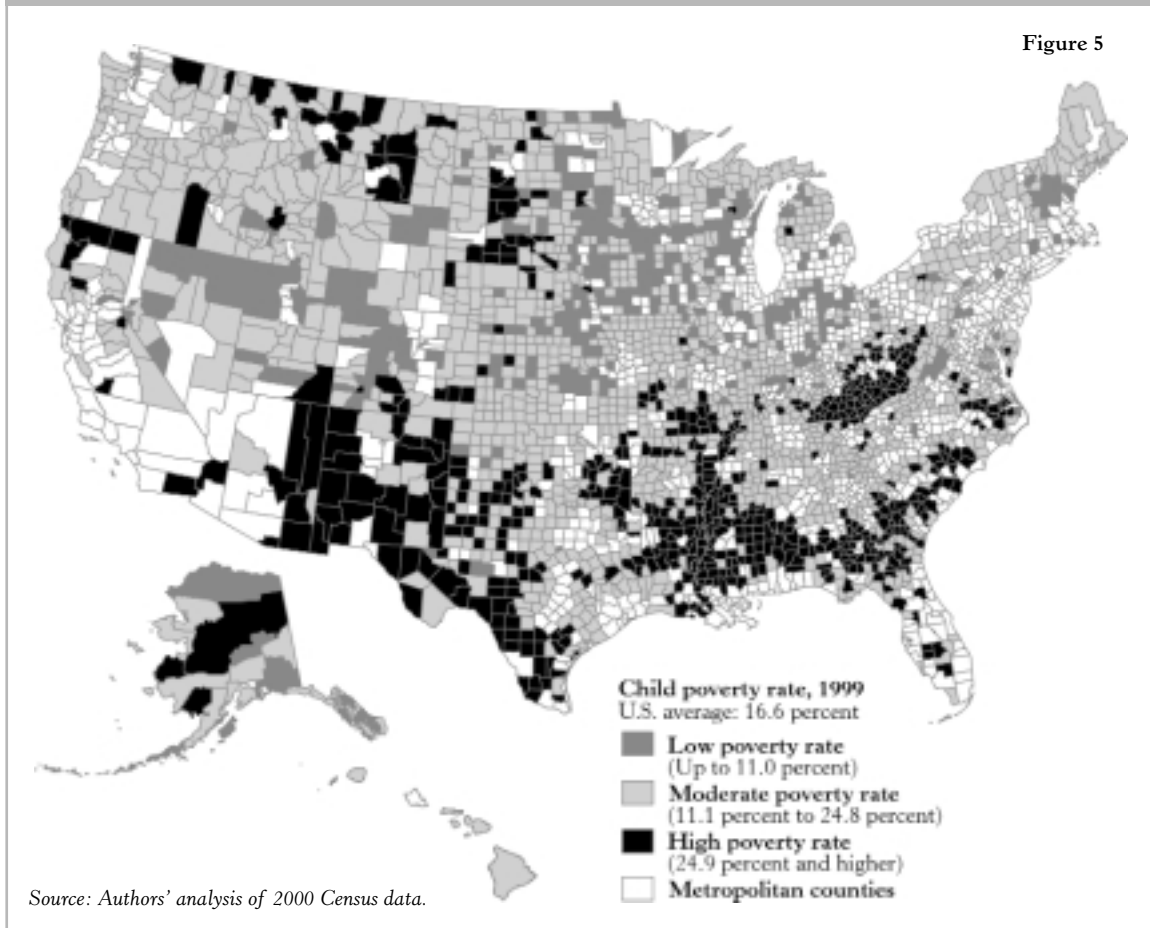 Figure 5
Child poverty rate, 1999
U.S. average: 16.6 percent
Low poverty rate
(Up to 11.0 percent)
Moderate poverty rate
(11.1 percent to 24.8 percent)
High poverty rate
(24.9 percent and higher)
Metropolitan counties
Source: Authors' analysis of 2000 Census data.